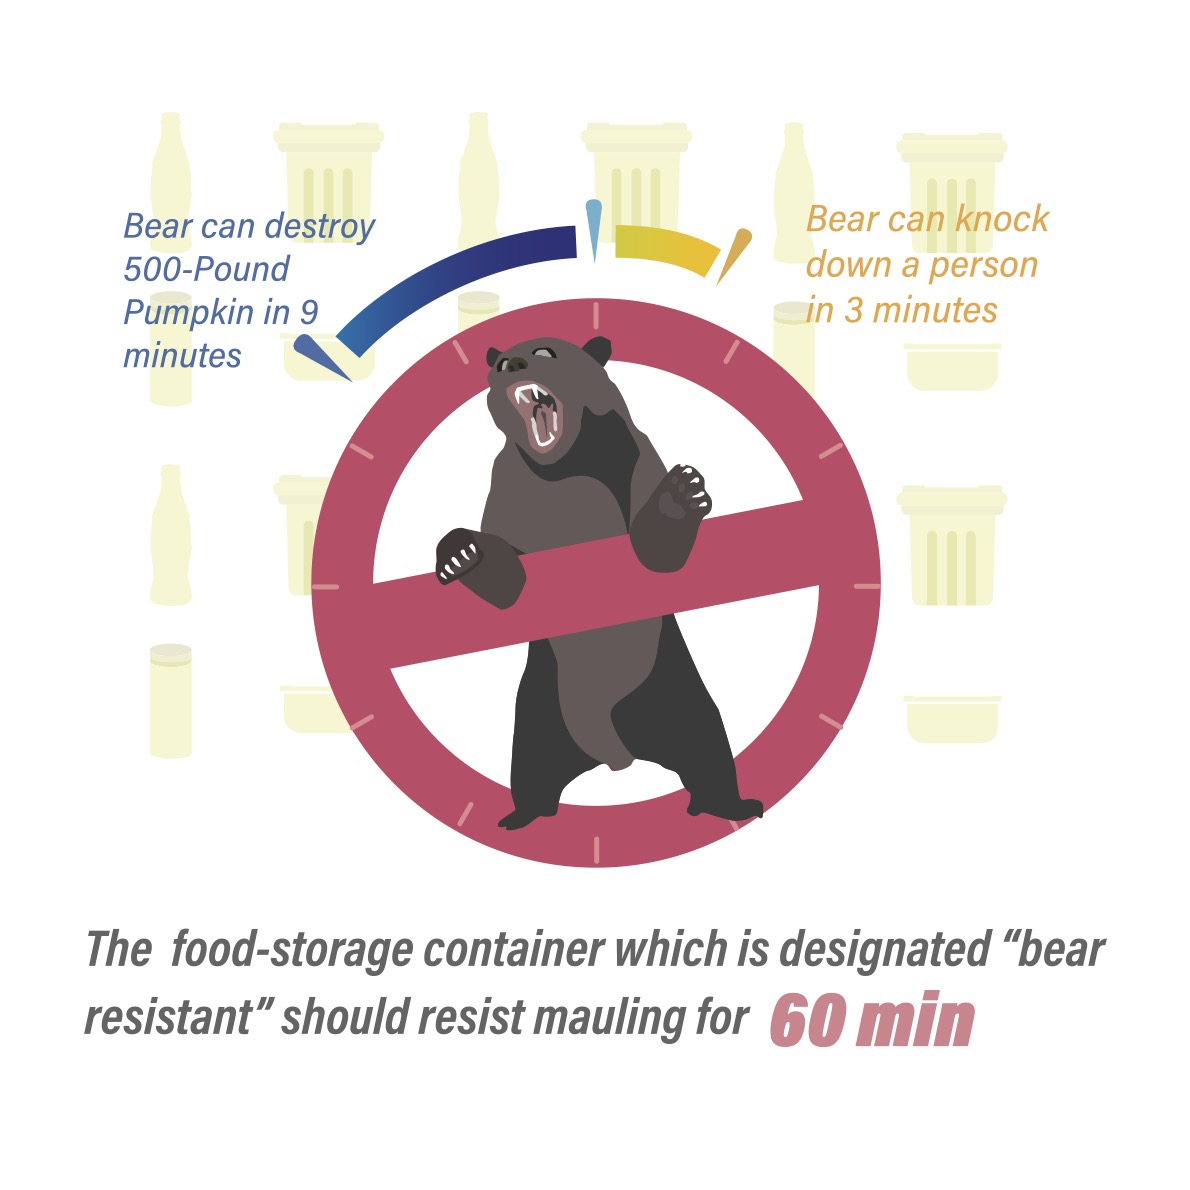 Bear can destroy
500-Pound
Pumpkin in 9
minutes
Bear can knock
down a person
in 3 minutes
The food-storage container which is designated “bear
resistant” should resist mauling for 60 min